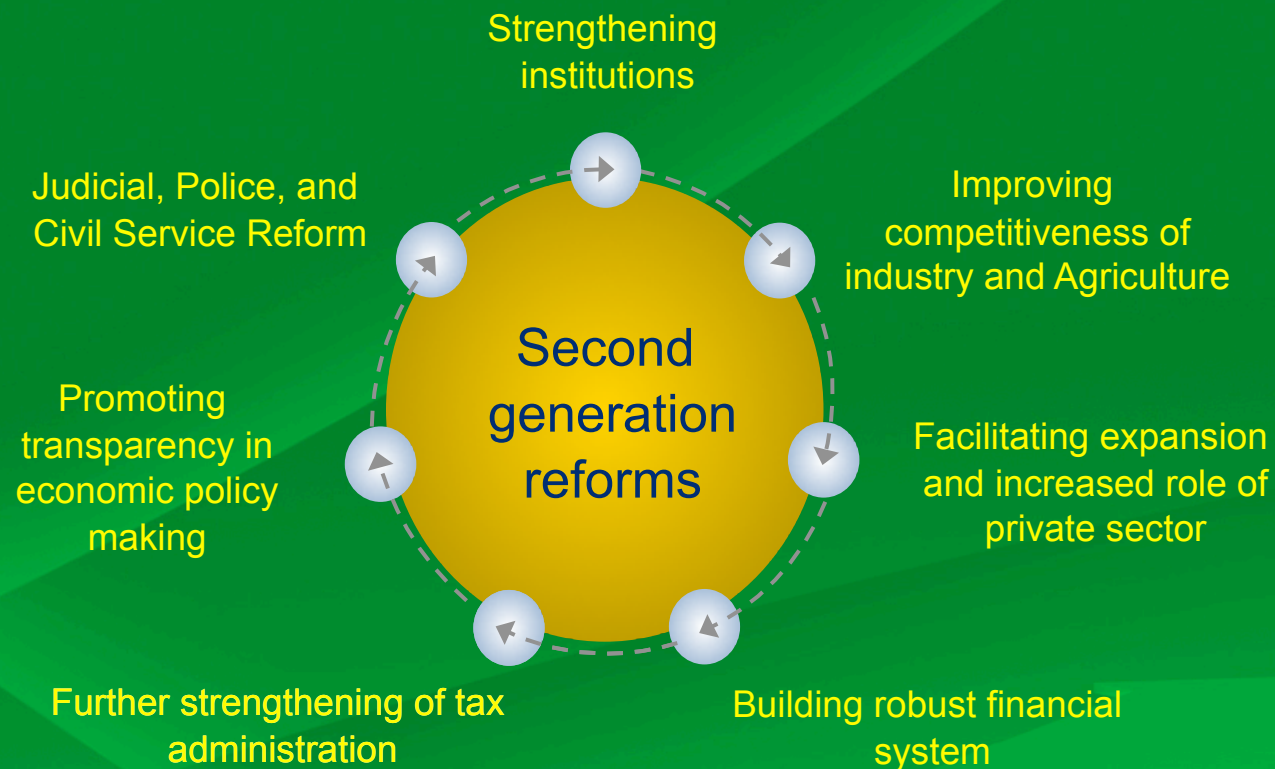 Strengthening
institutions
Judicial, Police, and
Civil Service Reform
Improving
competitiveness of
industry and Agriculture
Second
generation
reforms
Promoting
transparency in
economic policy
making
Facilitating expansion
and increased role of
private sector
Further strengthening of tax
administration
Building robust financial
system